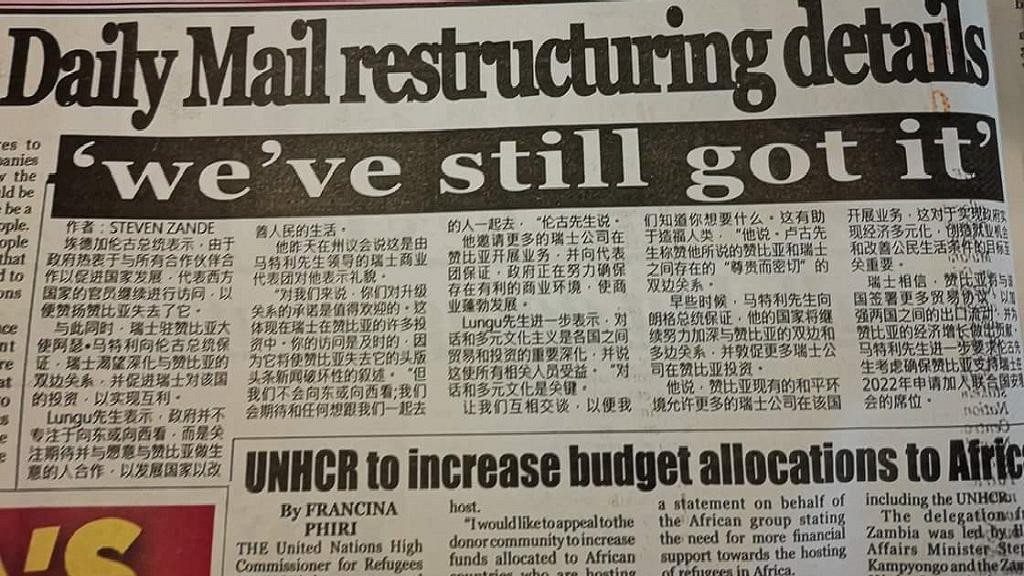 Daily Mail restructuring details
'we've still got it'
作者：STEVEN ZANDE
埃德加伦古总统表示，由于
政府热衷于与所有合作伙伴合
作以促进国家发展，代表西方
国家的官员继续进行访问，以
使赞扬赞比亚失去了它。
与此同时，瑞士驻赞比亚大
使阿瑟•马特利向伦古总统保
证，瑞士渴望深化与赞比亚的
双边关系，并促进瑞士对该国
的投资，以实现互利。
Lungu先生表示，政府并不
专注于向东或向西看，而是关
注期待并与愿意与赞比亚做生
意的人合作，以发展国家以改
善人民的生活。
他昨天在州议会说这是由
马特利先生领导的瑞士商业
代表团对他表示礼貌。
“对我们来说，你们对升级
关系的承诺是值得欢迎的。这
体现在瑞士在赞比亚的许多投
资中。你的访问是及时的，因
为它将使赞比亚失去它的头版
头条新闻破坏性的叙述。“但
我们不会向东或向西看;我们
会期待和任何想跟我们一起去
的人一起去，“伦古先生说。
他邀请更多的瑞士公司在
赞比亚开展业务，并向代表
团保证，政府正在努力确保
存在有利的商业环境，使商
业蓬勃发展。
Lungu先生进一步表示，对
话和多元文化主义是各国之间
贸易和投资的重要深化，并说
这使所有相关人员受益。“对
话和多元文化是关键。
让我们互相交谈，以便我
们知道你想要什么。这有助
于造福人类，“他说。卢古先
生称赞他所说的赞比亚和瑞士
之间存在的“尊贵而密切”的
双边关系。
早些时候，马特利先生向
朗格总统保证，他的国家将继
续努力加深与赞比亚的双边和
多边关系，并敦促更多瑞士公
司在赞比亚投资。
他说，赞比亚现有的和平环
境允许更多的瑞士公司在该国
开展业务，这对于实现政府实
现经济多元化，创造就业机会
和改善公民生活条件的目标至
关重要。
瑞士相信，赞比亚将与该
国签署更多贸易协议，以加
强两国之间的出口流动，并为
赞比亚的经济增长做出贡献。
马特利先生进一步要求伦古先
生考虑确保赞比亚支持瑞士在
2022年申请加入联合国安理
会的席位。
UNHCR to increase budget allocations to Afric
By FRANCINA
PHIRI
THE United Nations High
Commissioner for Refugees
host.
"I would like to appeal to the
donor community to increase
funds allocated to African
countries who are hosting
a statement on behalf of
the African group stating
the need for more financial
support towards the hosting
of refugees in Africa.
including the UNHCR.
The delegation
Zambia was led by
Affairs Minister Ste
Kampyongo and the Za